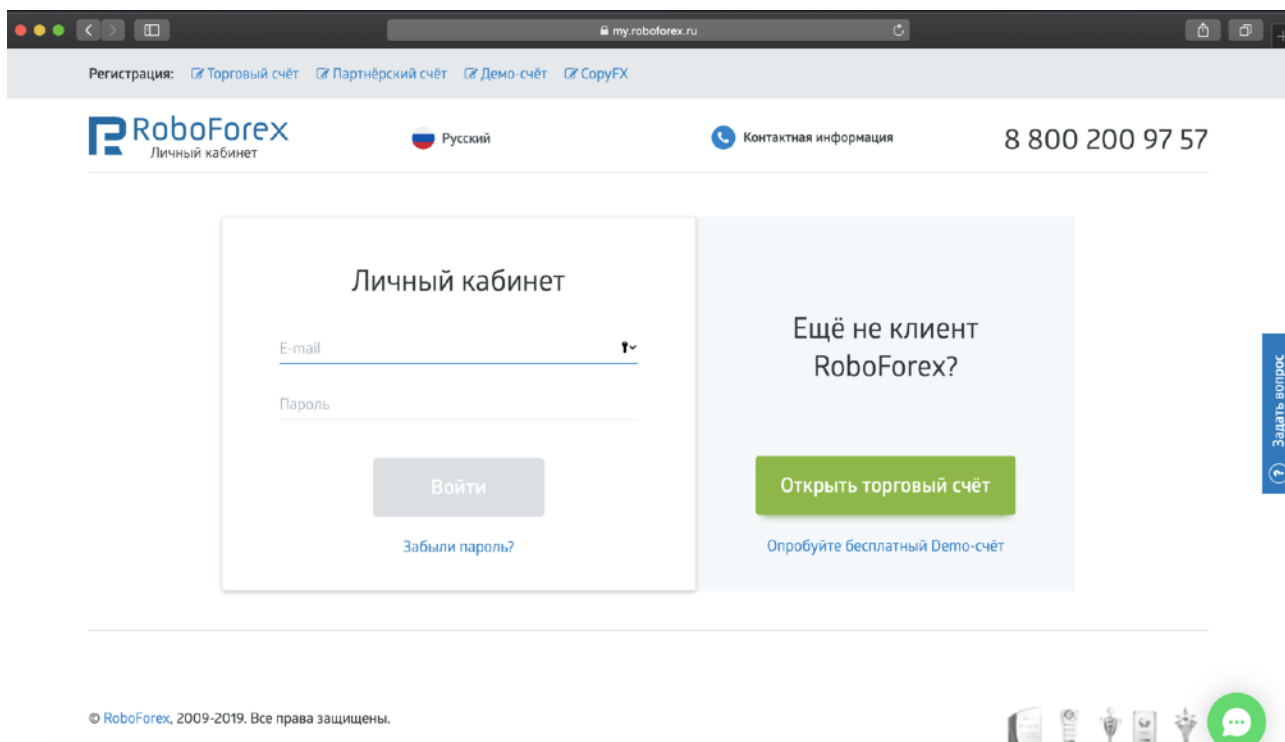 my.roboforex.ru
Регистрация: Торговый счёт Партнёрский счёт Демо-счёт CopyFX
RoboForex
Личный кабинет
Русский
Контактная информация
8 800 200 97 57
Личный кабинет
E-mail
Пароль
Войти
Забыли пароль?
Ещё не клиент
RoboForex?
Открыть торговый счёт
Опробуйте бесплатный Demo-счёт
Задать вопрос
© RoboForex, 2009-2019. Все права защищены.